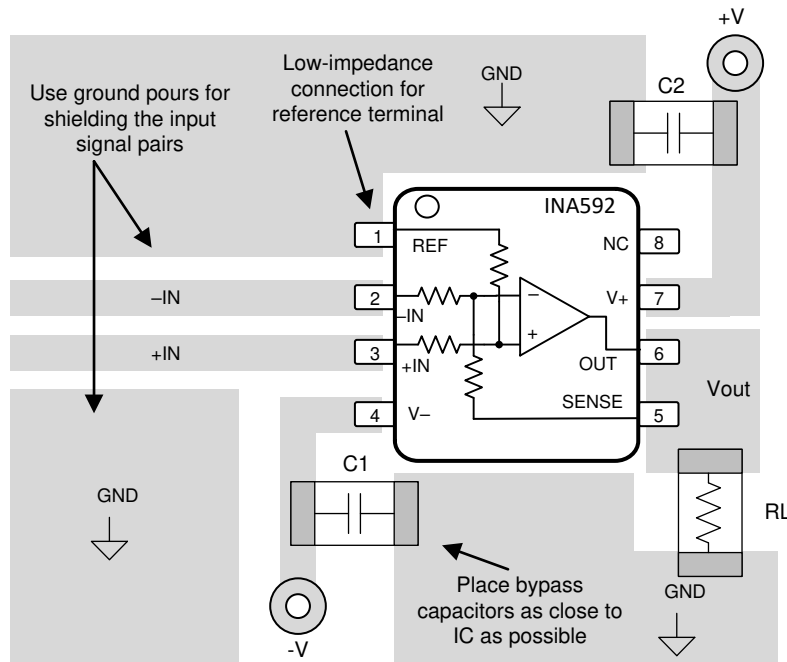 +V
Low-impedance
connection for
reference terminal
GND
C2
Use ground pours for
shielding the input
signal pairs
INA592
1
REF
NC
8
–IN
2
–IN
–
V+
7
+IN
3
+IN
+
OUT
6
4
V–
SENSE
5
Vout
C1
GND
RL
Place bypass
capacitors as close to
IC as possible
GND
-V